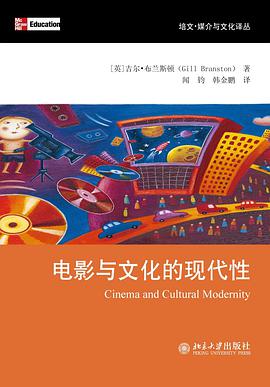 Mc
Graw
Hill
Education
培文·媒介与文化译丛
[英]吉尔·布兰斯顿（Gill Branston） 著
闻 钧 韩金鹏 译
电影与文化的现代性
Cinema and Cultural Modernity
北京大学出版社
PEKING UNIVERSITY PRESS